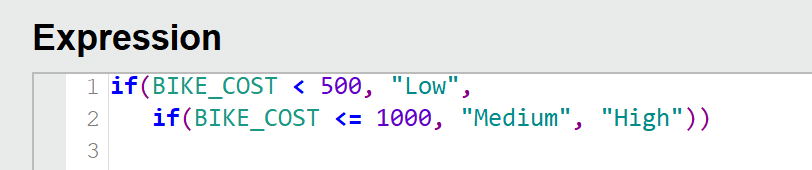 Expression
1 if(BIKE_COST < 500, "Low",
2 if(BIKE_COST <= 1000, "Medium", "High"))
3